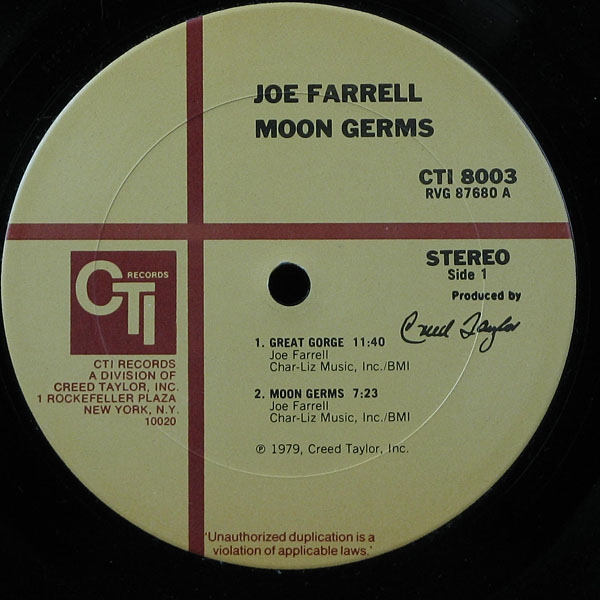 JOE FARRELL
MOON GERMS
CTI 8003
RVG 87680 A
STEREO
Side 1
Produced by
Creed Taylor
CTI RECORDS
CTI RECORDS
A DIVISION OF
CREED TAYLOR, INC.
1 ROCKEFELLER PLAZA
NEW YORK, N.Y.
10020
1. GREAT GORGE 11:40
Joe Farrell
Char-Liz Music, Inc./BMI
2. MOON GERMS 7:23
Joe Farrell
Char-Liz Music, Inc./BMI
℗ 1979, Creed Taylor, Inc.
'Unauthorized duplication is a
violation of applicable laws.'